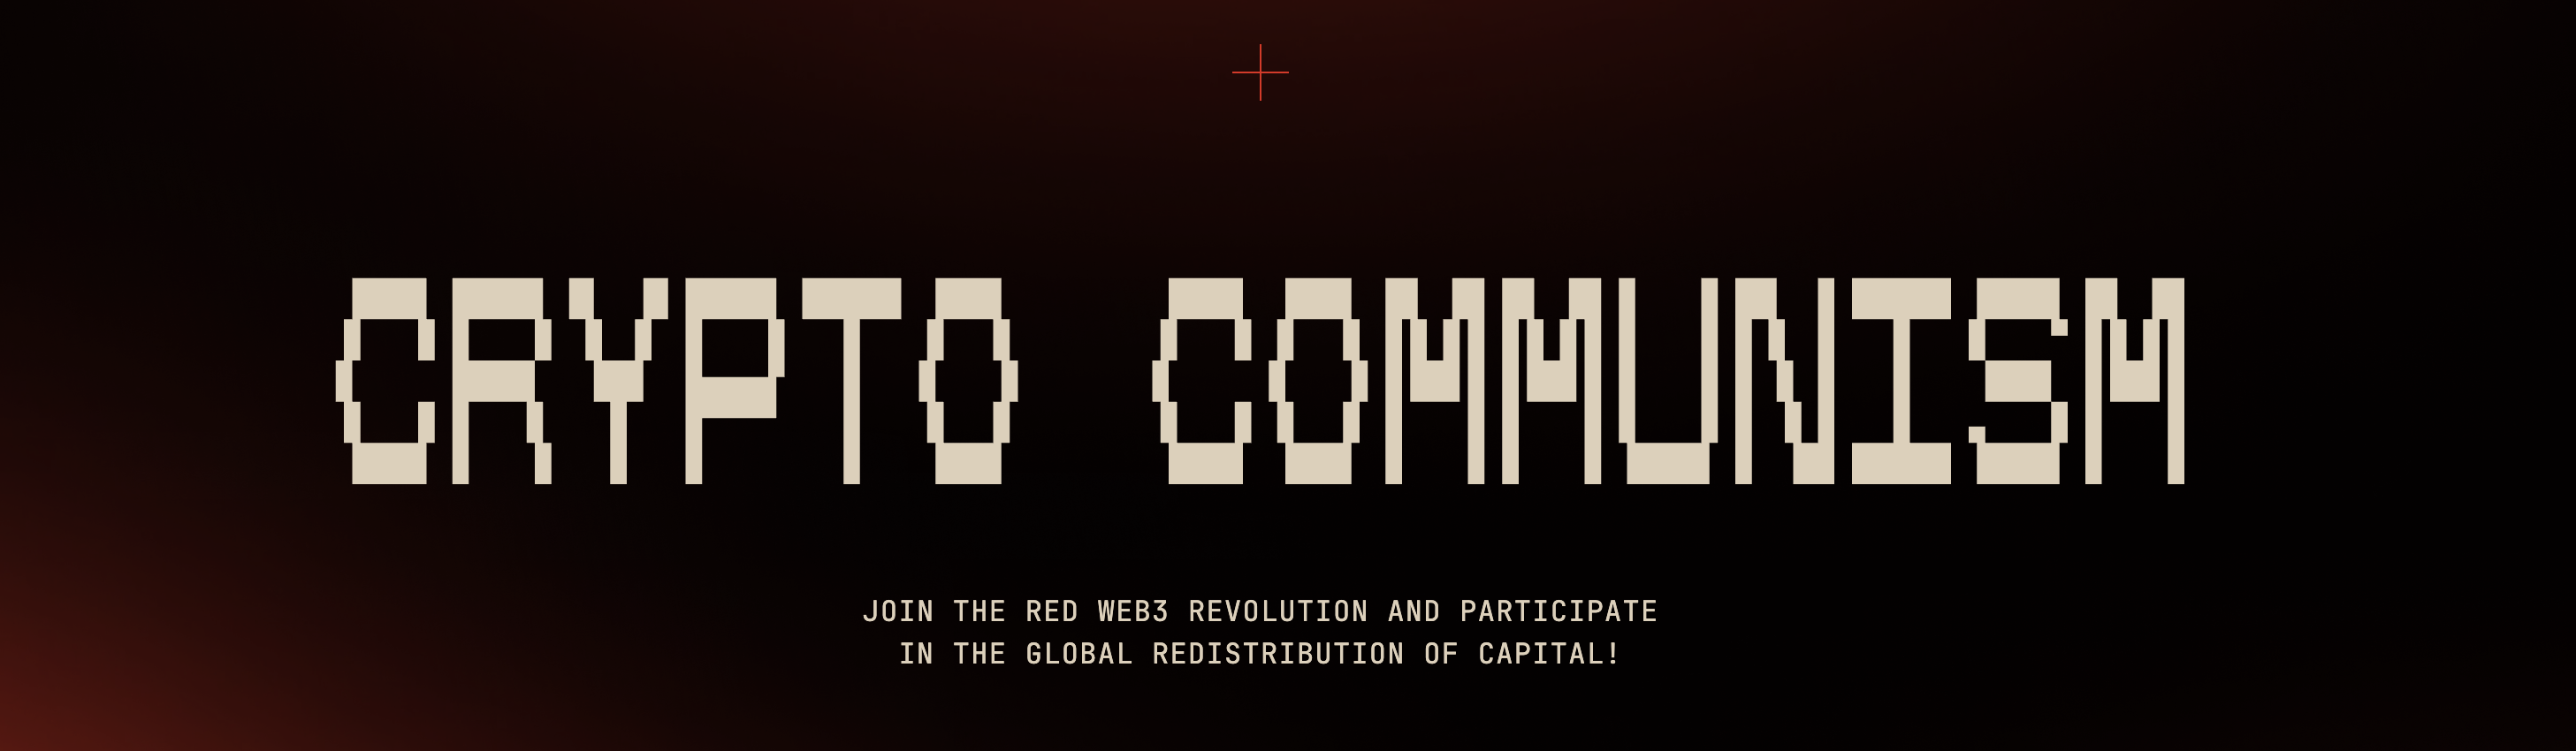 CRYPTO COMMUNISM
JOIN THE RED WEB3 REVOLUTION AND PARTICIPATE
IN THE GLOBAL REDISTRIBUTION OF CAPITAL!